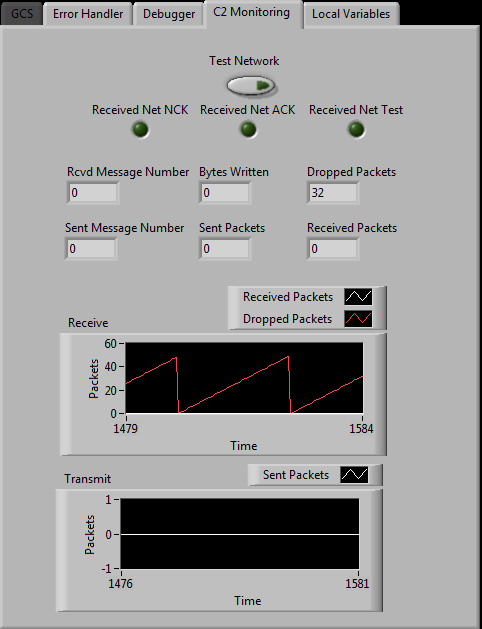 GCS Error Handler Debugger C2 Monitoring Local Variables
Test Network
Received Net NCK Received Net ACK Received Net Test
Rcvd Message Number Bytes Written Dropped Packets
0 0 32
Sent Message Number Sent Packets Received Packets
0 0 0
Received Packets
Dropped Packets
Receive
60
40
20
0
Packets
1479 1584
Time
Transmit
Sent Packets
1
0
-1
Packets
1476 1581
Time